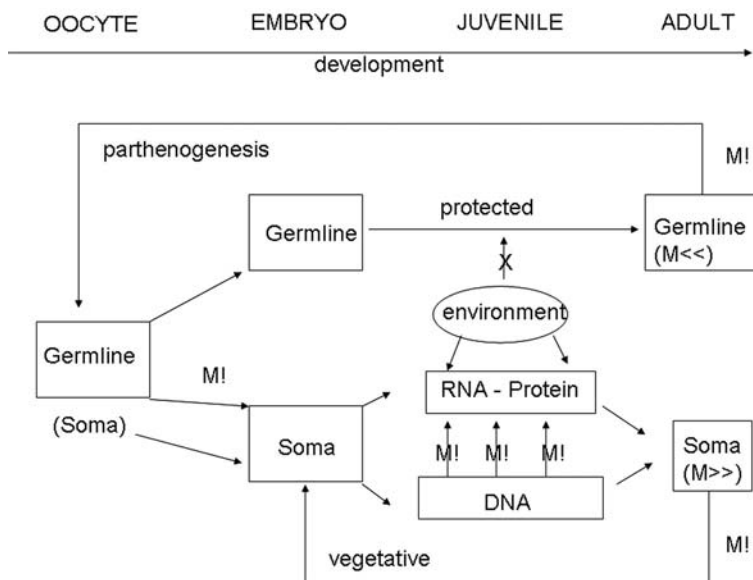 OOCYTE EMBRYO JUVENILE ADULT
development
parthenogenesis
M!
protected
Germline
Germline
(M<<)
X
environment
Germline
M!
RNA - Protein
(Soma)
Soma
M! M! M!
Soma
(M>>)
DNA
vegetative
M!